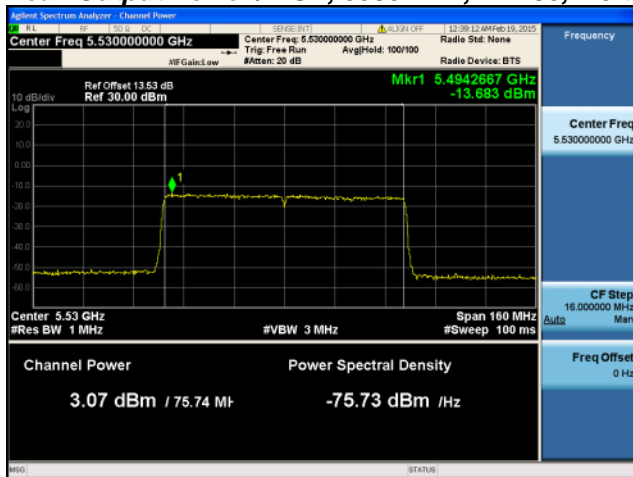 Agilent Spectrum Analyzer - Channel Power
RL RF 50 Ω DC SENSE:INT ALIGN OFF 12:39:12 AM Feb 19, 2015
Center Freq 5.530000000 GHz
Center Freq: 5.530000000 GHz
Radio Std: None
Trig: Free Run Avg|Hold: 100/100
#IFGain:Low
#Atten: 20 dB
Radio Device: BTS
Frequency
Mkr1 5.4942667 GHz
-13.683 dBm
Ref Offset 13.53 dB
10 dB/div Ref 30.00 dBm
Log
20.0
10.0
0.00
-10.0
-20.0
-30.0
-40.0
-50.0
-60.0
1
Center 5.53 GHz
Span 160 MHz
#Res BW 1 MHz
#VBW 3 MHz
#Sweep 100 ms
Channel Power
Power Spectral Density
3.07 dBm / 75.74 MH
-75.73 dBm /Hz
Center Freq
5.530000000 GHz
CF Step
16.000000 MHz
Auto Man
Freq Offset
0 Hz
MSG
STATUS